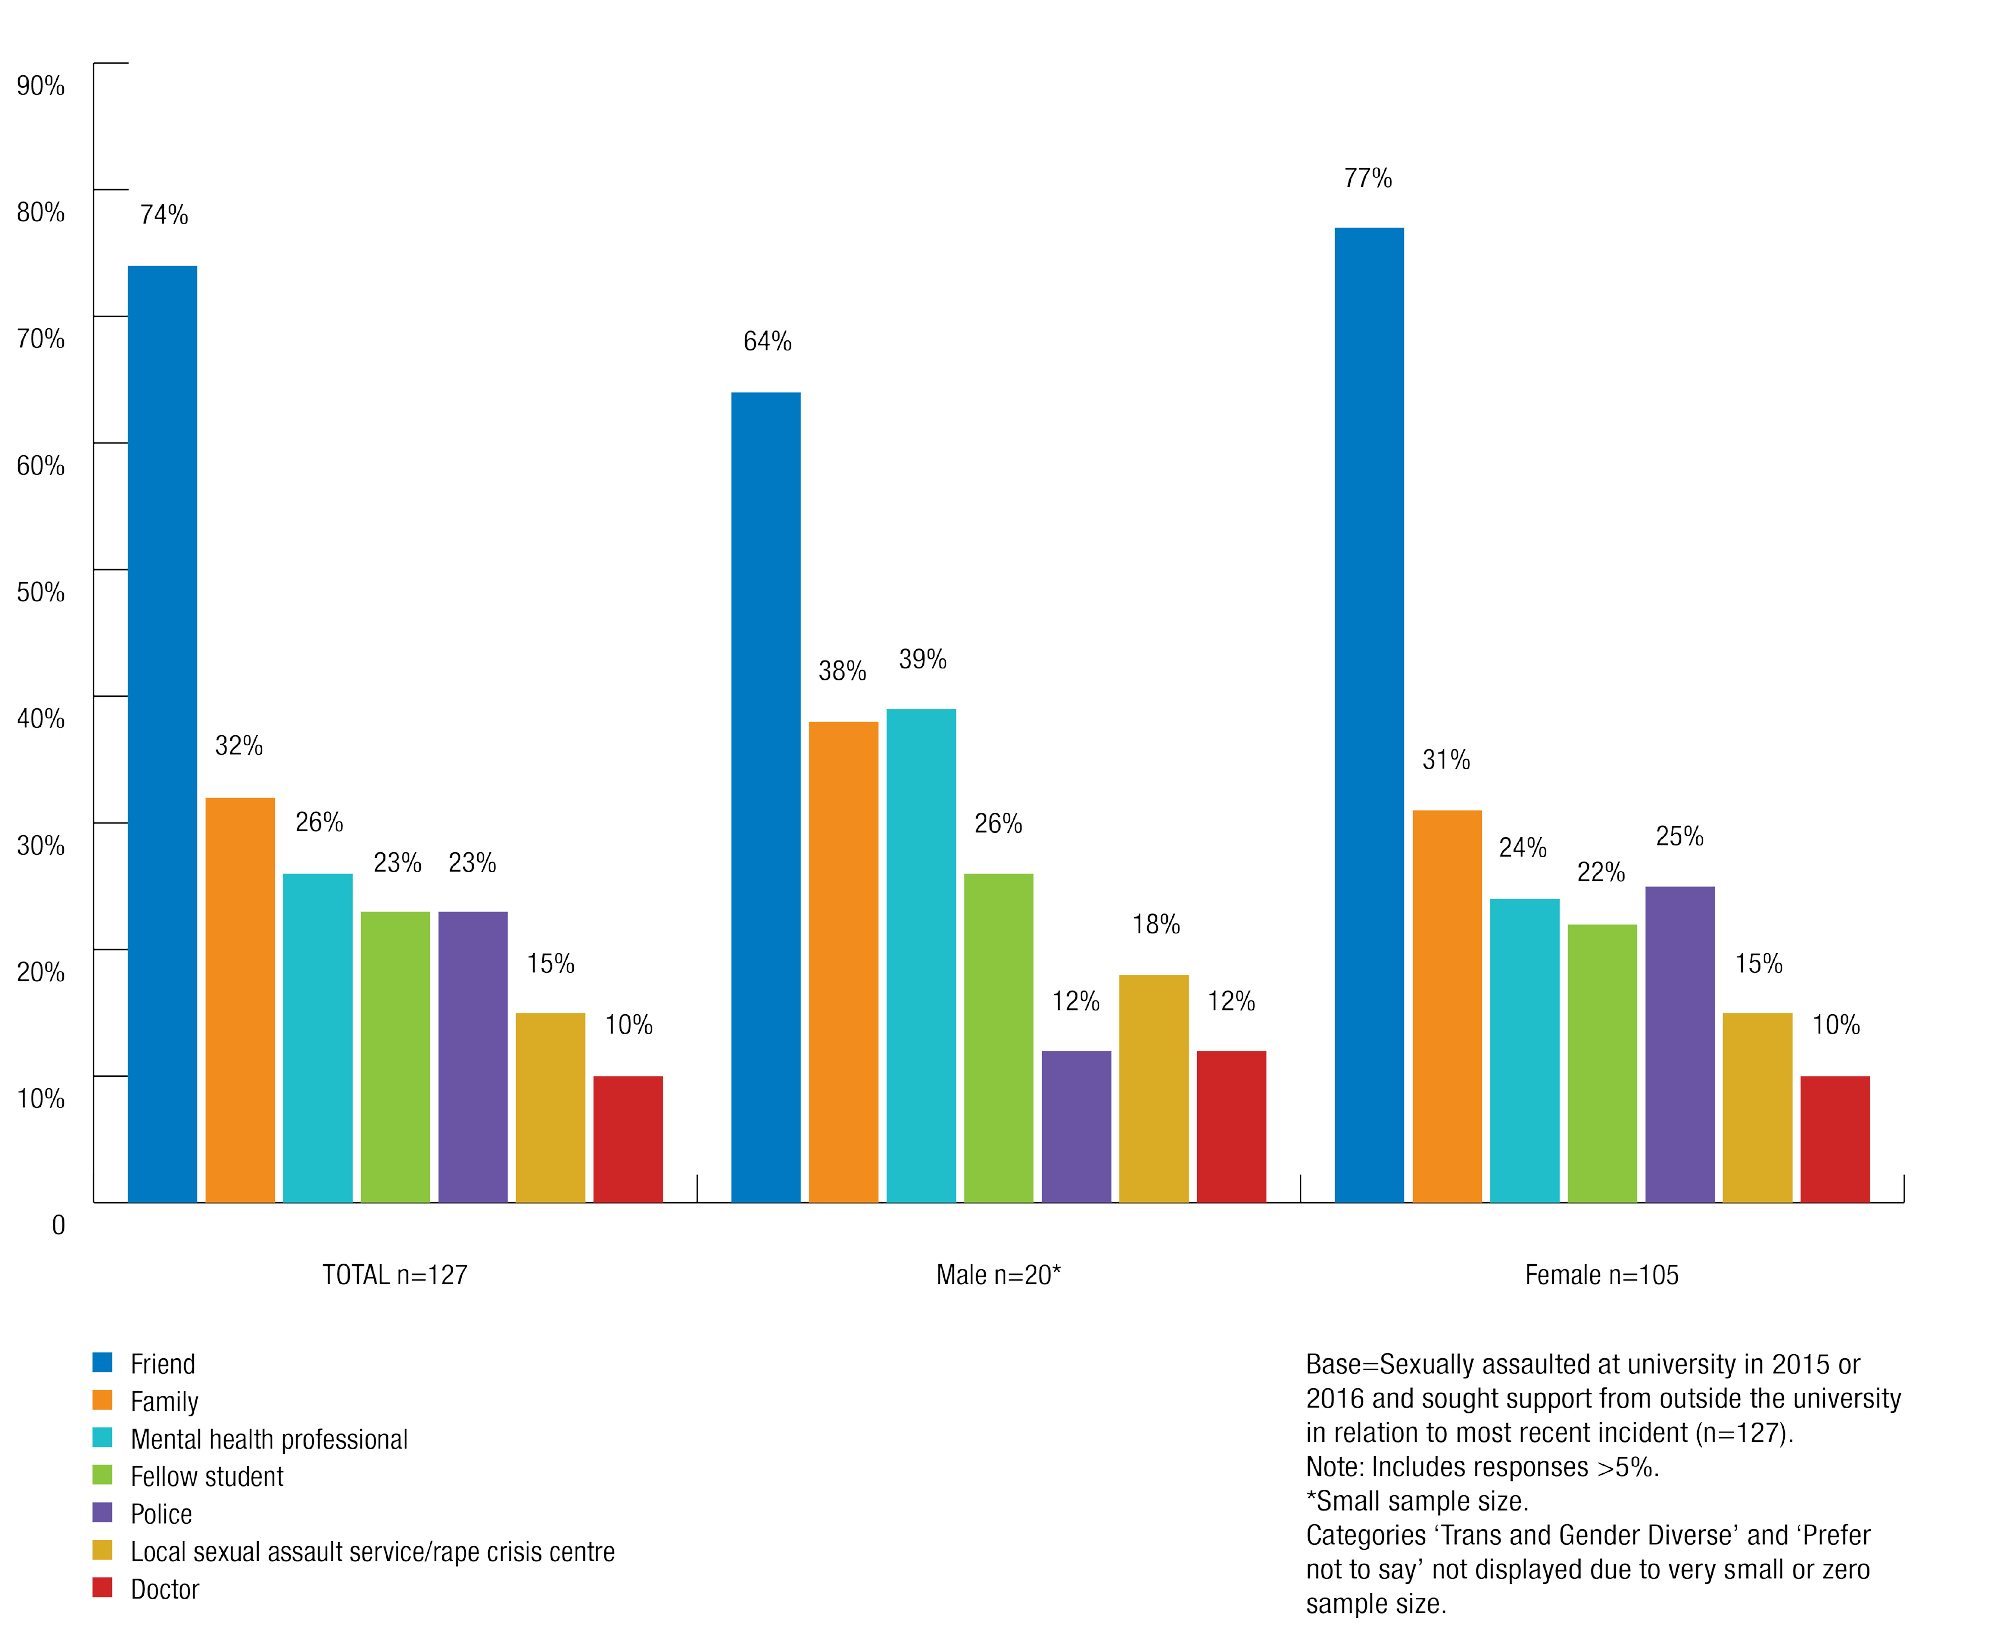 90%
80%
70%
60%
50%
40%
30%
20%
10%
0
74%
32%
26%
23%
23%
15%
10%
64%
38%
39%
26%
12%
18%
12%
77%
31%
24%
22%
25%
15%
10%
TOTAL n=127
Male n=20*
Female n=105
Friend
Family
Mental health professional
Fellow student
Police
Local sexual assault service/rape crisis centre
Doctor
Base=Sexually assaulted at university in 2015 or
2016 and sought support from outside the university
in relation to most recent incident (n=127).
Note: Includes responses >5%.
*Small sample size.
Categories ‘Trans and Gender Diverse’ and ‘Prefer
not to say’ not displayed due to very small or zero
sample size.